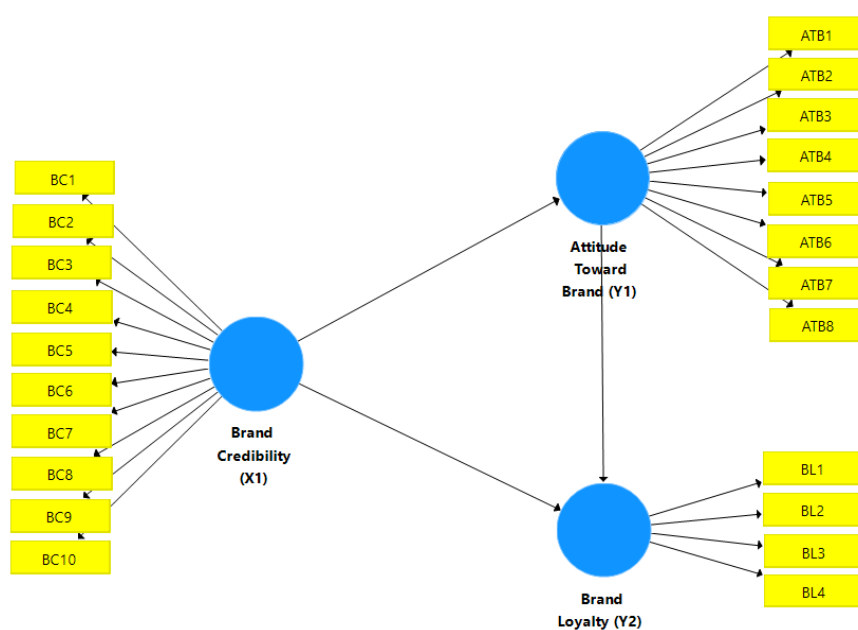 BC1
BC2
BC3
BC4
BC5
BC6
BC7
BC8
BC9
BC10
Brand
Credibility
(X1)
Attitude
Toward
Brand (Y1)
ATB1
ATB2
ATB3
ATB4
ATB5
ATB6
ATB7
ATB8
Brand
Loyalty (Y2)
BL1
BL2
BL3
BL4